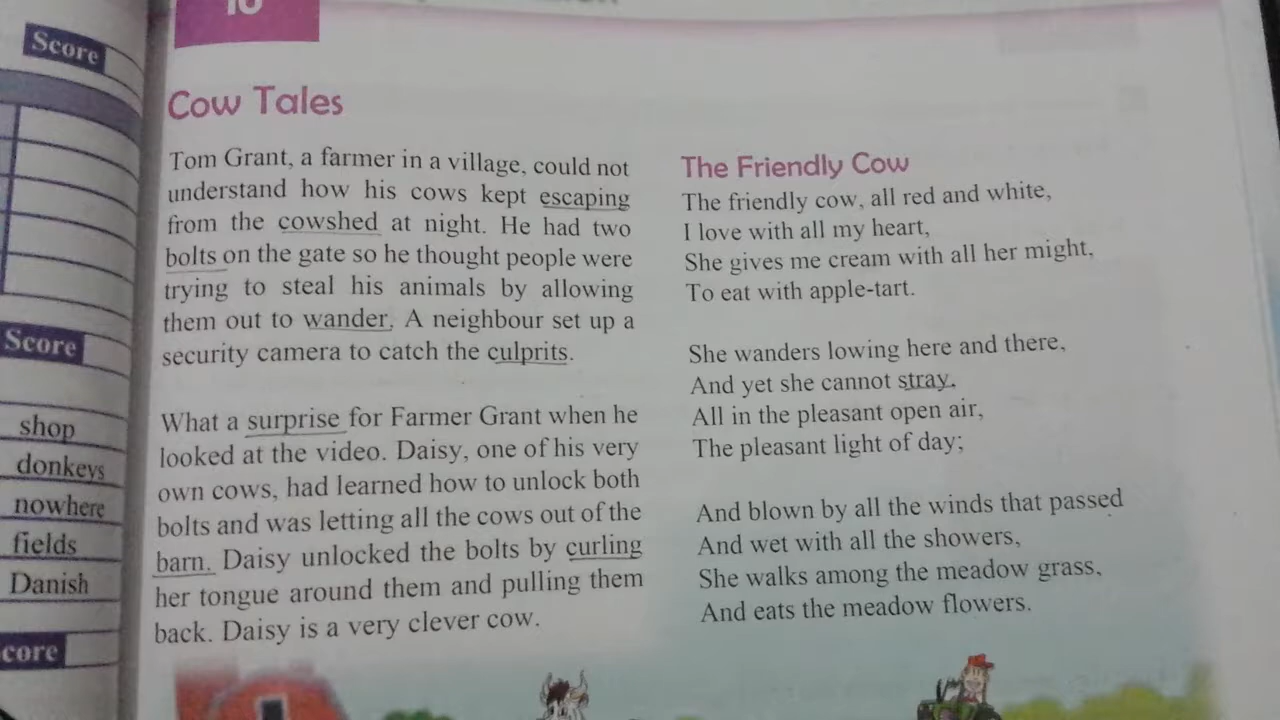 Score
Score
shop
donkeys
nowhere
fields
Danish
core
10
Cow Tales
Tom Grant, a farmer in a village, could not
understand how his cows kept escaping
from the cowshed at night. He had two
bolts on the gate so he thought people were
trying to steal his animals by allowing
them out to wander. A neighbour set up a
security camera to catch the culprits.
What a surprise for Farmer Grant when he
looked at the video. Daisy, one of his very
own cows, had learned how to unlock both
bolts and was letting all the cows out of the
barn. Daisy unlocked the bolts by curling
her tongue around them and pulling them
back. Daisy is a very clever cow.
The Friendly Cow
The friendly cow, all red and white,
I love with all my heart,
She gives me cream with all her might,
To eat with apple-tart.
She wanders lowing here and there,
And yet she cannot stray,
All in the pleasant open air,
The pleasant light of day;
And blown by all the winds that passed
And wet with all the showers,
She walks among the meadow grass,
And eats the meadow flowers.